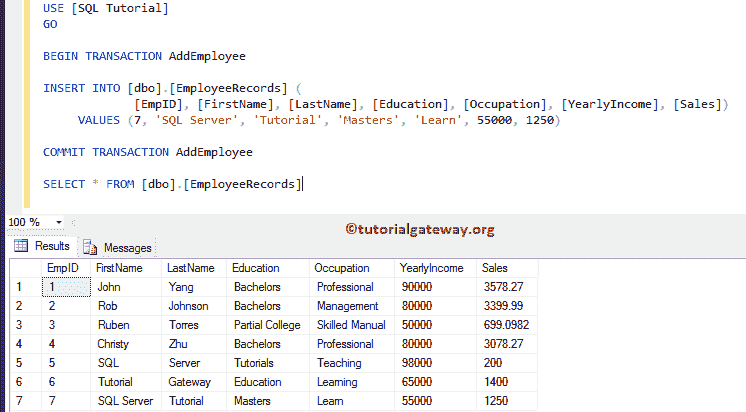 USE [SQL Tutorial]
GO
BEGIN TRANSACTION AddEmployee
INSERT INTO [dbo].[EmployeeRecords] (
[EmpID], [FirstName], [LastName], [Education], [Occupation], [YearlyIncome], [Sales])
VALUES (7, 'SQL Server', 'Tutorial', 'Masters', 'Learn', 55000, 1250)
COMMIT TRANSACTION AddEmployee
SELECT * FROM [dbo].[EmployeeRecords]
100 %
©tutorialgateway.org
Results Messages
EmpID FirstName LastName Education Occupation YearlyIncome Sales
1 1 John Yang Bachelors Professional 90000 3578.27
2 2 Rob Johnson Bachelors Management 80000 3399.99
3 3 Ruben Torres Partial College Skilled Manual 50000 699.0982
4 4 Christy Zhu Bachelors Professional 80000 3078.27
5 5 SQL Server Tutorials Teaching 98000 200
6 6 Tutorial Gateway Education Learning 65000 1400
7 7 SQL Server Tutorial Masters Learn 55000 1250